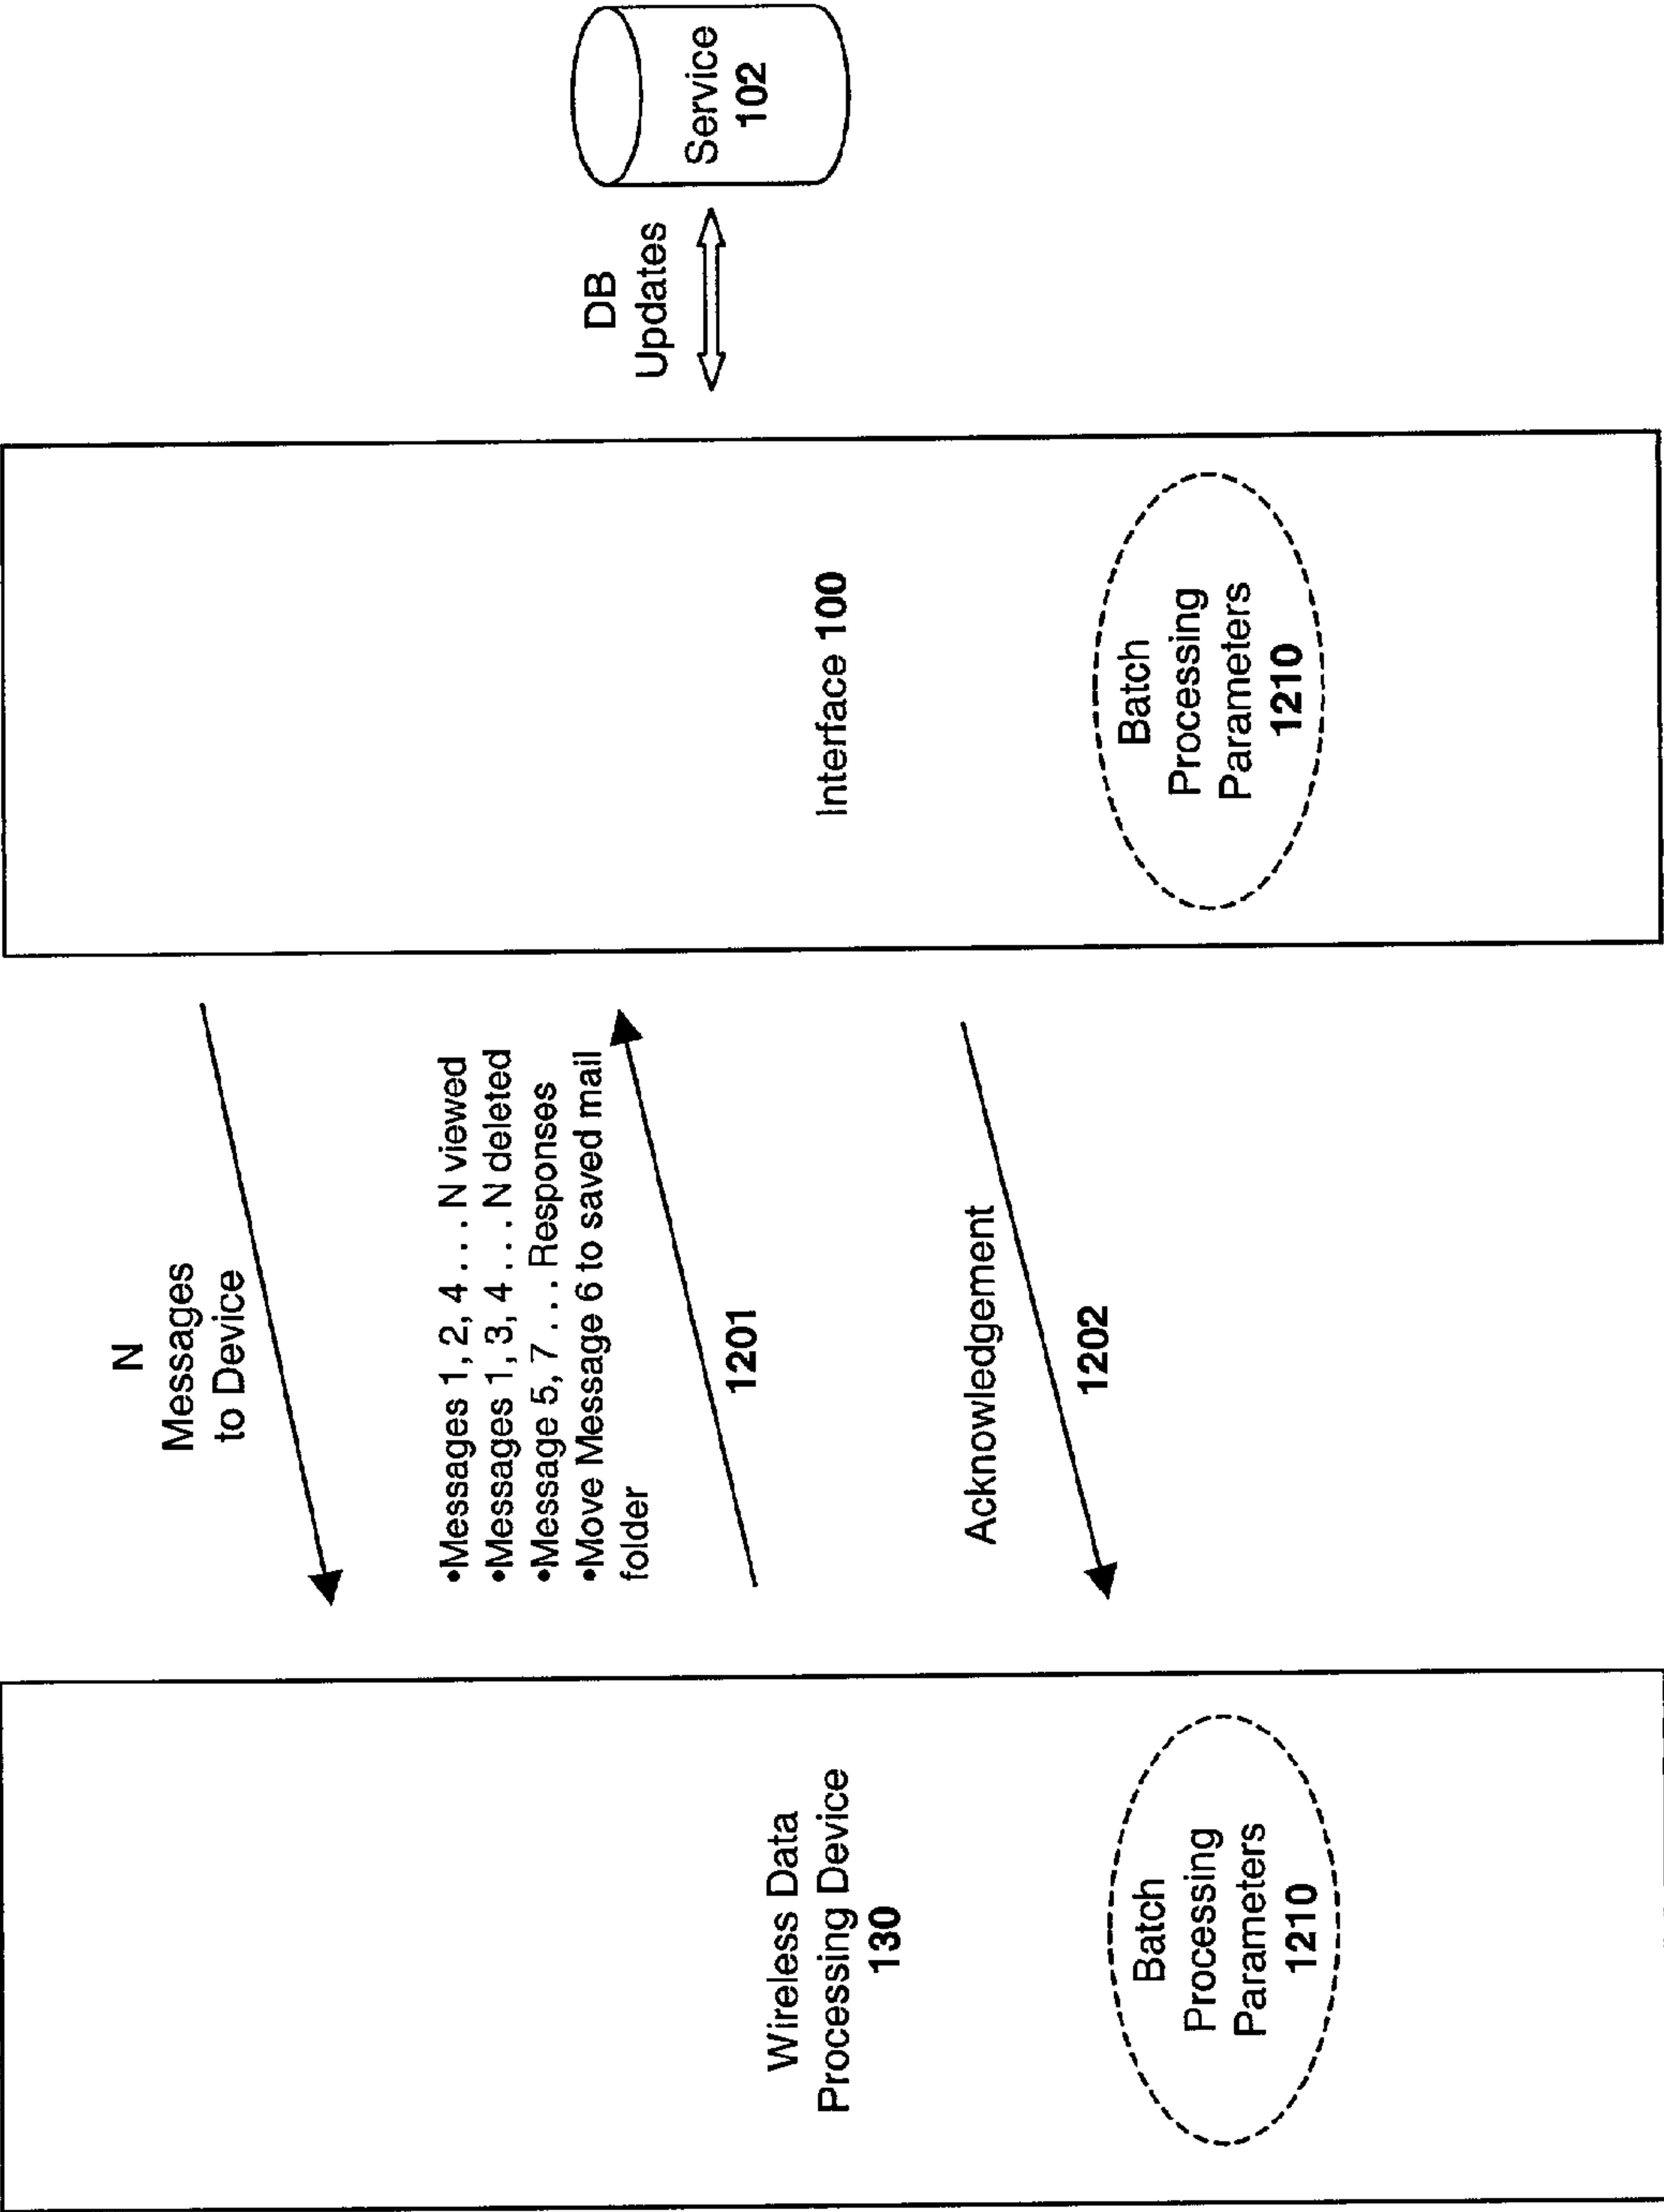 Wireless Data
Processing Device
130
Batch
Processing
Parameters
1210
N
Messages
to Device
•Messages 1, 2, 4 . . . N viewed
•Messages 1, 3, 4 . . . N deleted
•Message 5, 7 . . . Responses
•Move Message 6 to saved mail
folder
1201
Acknowledgement
1202
Interface 100
Batch
Processing
Parameters
1210
DB
Updates
Service
102